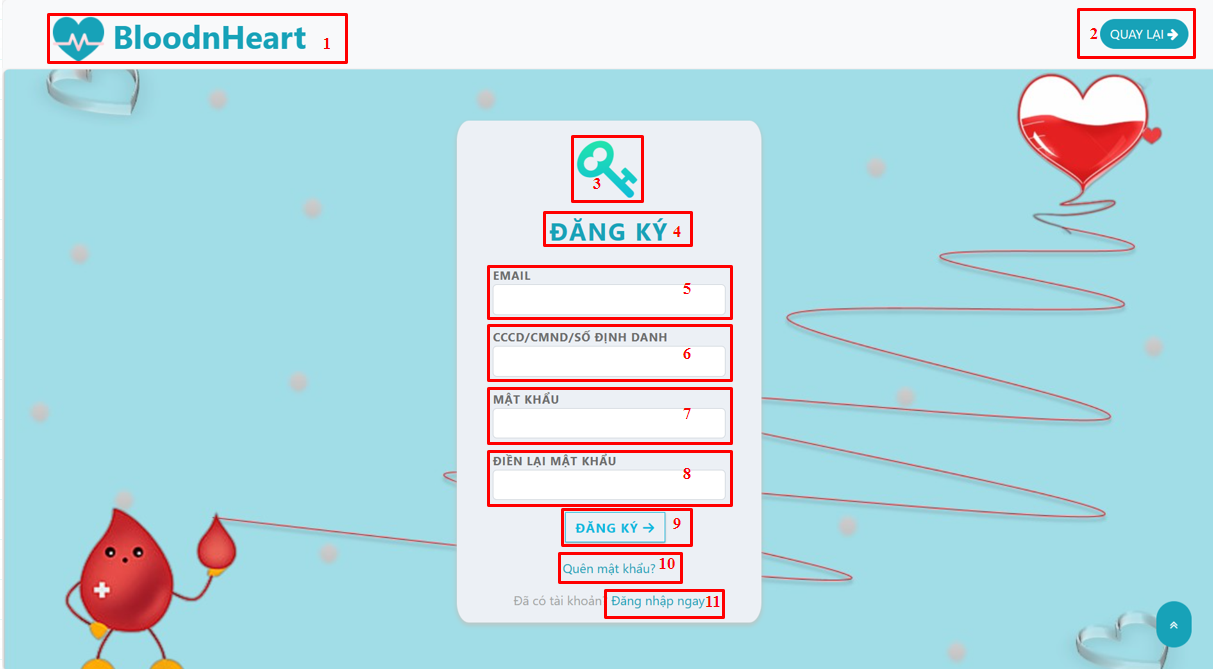 BloodnHeart 1
2 QUAY LẠI
3
ĐĂNG KÝ 4
EMAIL
5
CCCD/CMND/SỐ ĐỊNH DANH
6
MẬT KHẨU
7
ĐIỀN LẠI MẬT KHẨU
8
ĐĂNG KÝ 9
Quên mật khẩu? 10
Đã có tài khoản Đăng nhập ngay 11